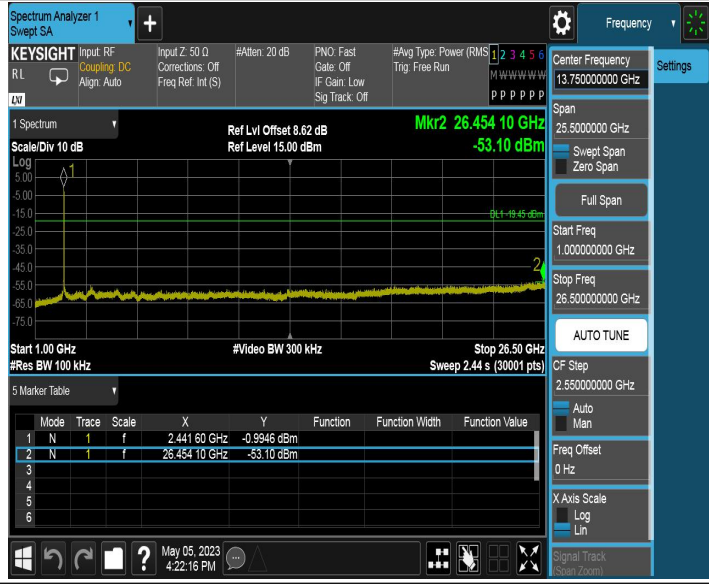 Spectrum Analyzer 1
Swept SA
Frequency
KEYSIGHT
RL
LXI
Input: RF
Coupling: DC
Align: Auto
Input Z: 50 Ω
Corrections: Off
Freq Ref: Int (S)
#Atten: 20 dB
PNO: Fast
Gate: Off
IF Gain: Low
Sig Track: Off
#Avg Type: Power (RMS
Trig: Free Run
1 2 3 4 5 6
M W W W W W
P P P P P P
Center Frequency
13.750000000 GHz
Settings
Span
25.5000000 GHz
Swept Span
Zero Span
Full Span
Start Freq
1.000000000 GHz
Stop Freq
26.500000000 GHz
AUTO TUNE
CF Step
2.550000000 GHz
Auto
Man
Freq Offset
0 Hz
X Axis Scale
Log
Lin
Signal Track
(Span Zoom)
1 Spectrum
Scale/Div 10 dB
Ref Lvl Offset 8.62 dB
Ref Level 15.00 dBm
Mkr2 26.454 10 GHz
-53.10 dBm
Log
5.00
-5.00
-15.0
-25.0
-35.0
-45.0
-55.0
-65.0
-75.0
1
DL1 -19.45 dBm
2
Start 1.00 GHz
#Video BW 300 kHz
Stop 26.50 GHz
#Res BW 100 kHz
Sweep 2.44 s (30001 pts)
5 Marker Table
Mode Trace Scale X Y Function Function Width Function Value
1 N 1 f 2.441 60 GHz -0.9946 dBm
2 N 1 f 26.454 10 GHz -53.10 dBm
3
4
5
6
May 05, 2023
4:22:16 PM